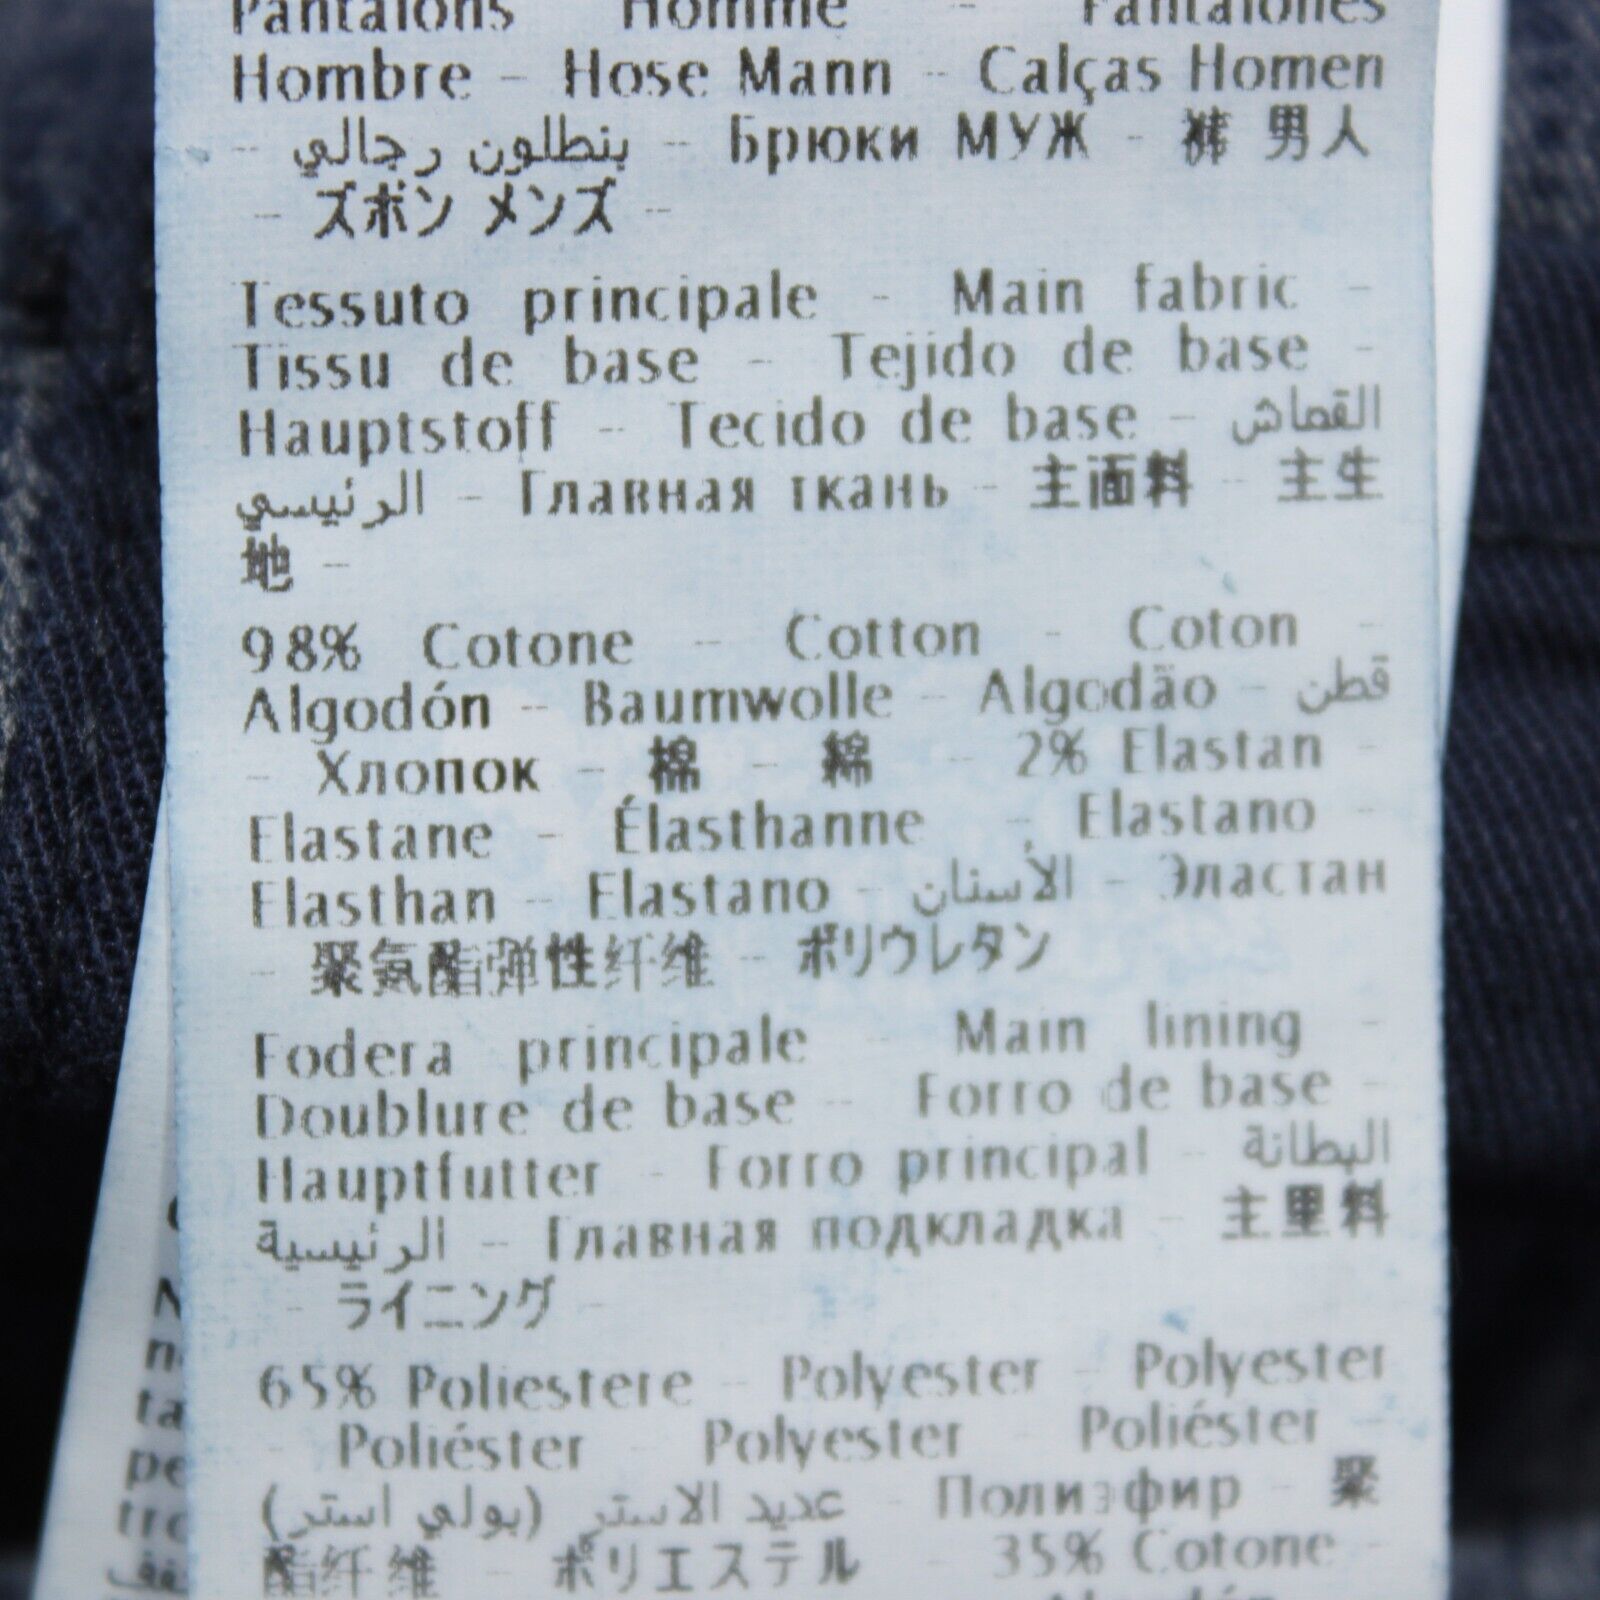 Pantalons Homme - Pantalones
Hombre - Hose Mann - Calças Homen
- بنطلون رجالي - Брюки МУЖ - 裤 男人
- ズボン メンズ -
Tessuto principale - Main fabric -
Tissu de base - Tejido de base -
Hauptstoff - Tecido de base - القماش
الرئيسي - Главная ткань - 主面料 - 主生
地 -
98% Cotone - Cotton - Coton -
Algodón - Baumwolle - Algodão - قطن
- Хлопок - 棉 - 綿 - 2% Elastan -
Elastane - Élasthanne - Elastano -
Elasthan - Elastano - الأسنان - Эластан
- 聚氨酯弹性纤维 - ポリウレタン
Fodera principale - Main lining -
Doublure de base - Forro de base -
Hauptfutter - Forro principal - البطانة
الرئيسية - Главная подкладка - 主里料
- ライニング -
65% Poliestere - Polyester - Polyester
- Poliéster - Polyester - Poliéster -
عديد الاستر (بولي استر) - Полиэфир - 聚
酯纤维 - ポリエステル - 35% Cotone -